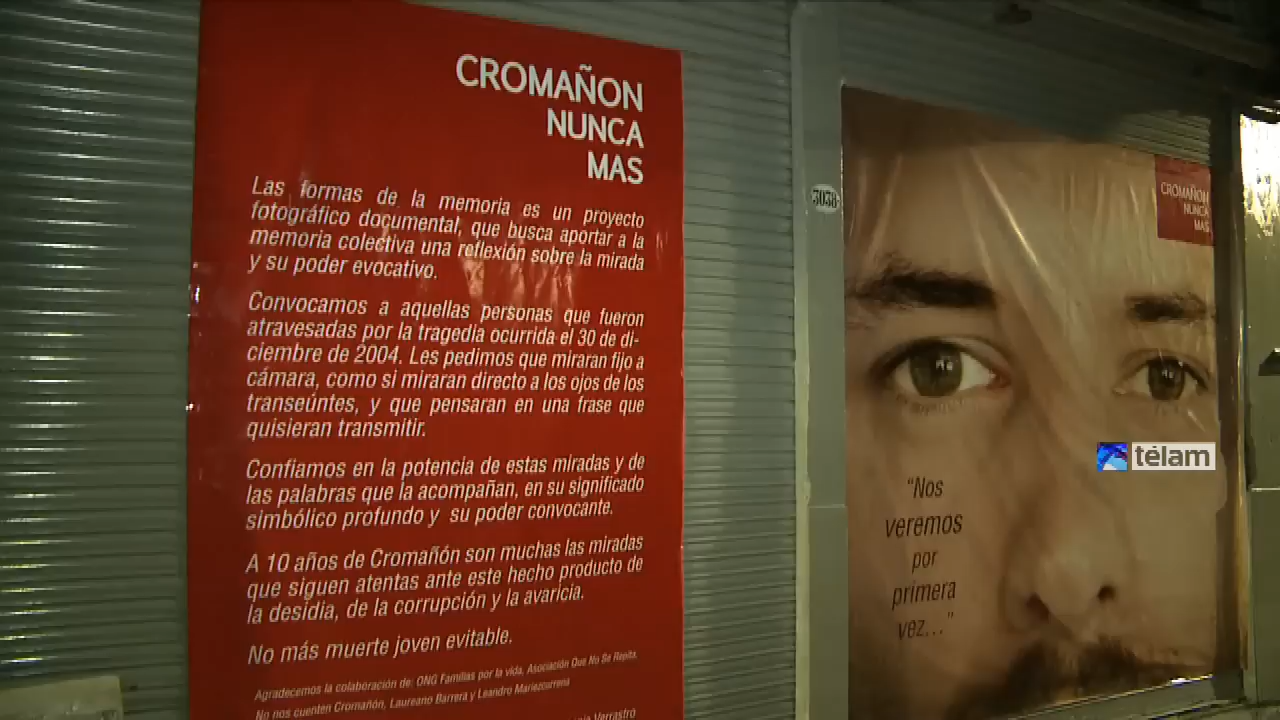 CROMAÑON
NUNCA
MAS
Las formas de la memoria es un proyecto
fotográfico documental, que busca aportar a la
memoria colectiva una reflexión sobre la mirada
y su poder evocativo.
Convocamos a aquellas personas que fueron
atravesadas por la tragedia ocurrida el 30 de di-
ciembre de 2004. Les pedimos que miraran fijo a
cámara, como si miraran directo a los ojos de los
transeúntes, y que pensaran en una frase que
quisieran transmitir.
Confiamos en la potencia de estas miradas y de
las palabras que la acompañan, en su significado
simbólico profundo y su poder convocante.
A 10 años de Cromañón son muchas las miradas
que siguen atentas ante este hecho producto de
la desidia, de la corrupción y la avaricia.
No más muerte joven evitable.
Agradecemos la colaboración de: ONG Familias por la vida, Asociación Que No Se Repita,
No nos cuenten Cromañón, Laureano Barrera y Leandro
Verrastro
3038
CROMAÑON
NUNCA
MAS
télam
"Nos
veremos
por
primera
vez..."